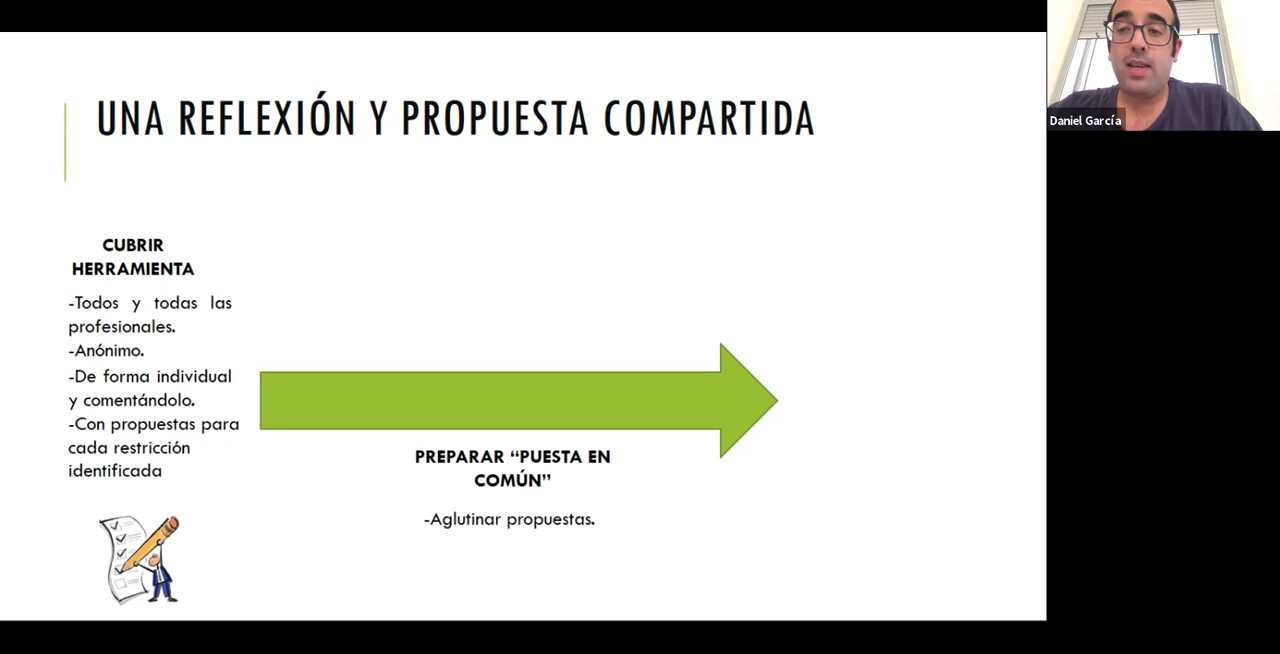 UNA REFLEXIÓN Y PROPUESTA COMPARTIDA
CUBRIR
HERRAMIENTA
-Todos y todas las
profesionales.
-Anónimo.
-De forma individual
y comentándolo.
-Con propuestas para
cada restricción
identificada
PREPARAR “PUESTA EN
COMÚN”
-Aglutinar propuestas.
Daniel García